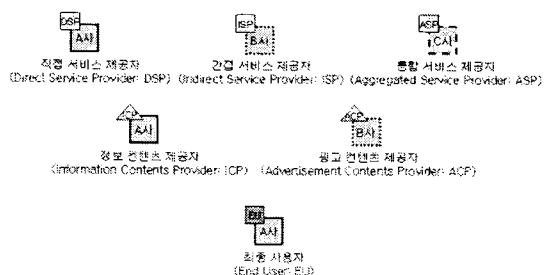 DSP ISP ASP
A사 B사 C사
직접 서비스 제공자 간접 서비스 제공자 통합 서비스 제공자
(Direct Service Provider: DSP) (Indirect Service Provider: ISP) (Aggregated Service Provider: ASP)
ICP ACP
A사 B사
정보 컨텐츠 제공자 광고 컨텐츠 제공자
(Information Contents Provider: ICP) (Advertisement Contents Provider: ACP)
EU
A사
최종 사용자
(End User: EU)